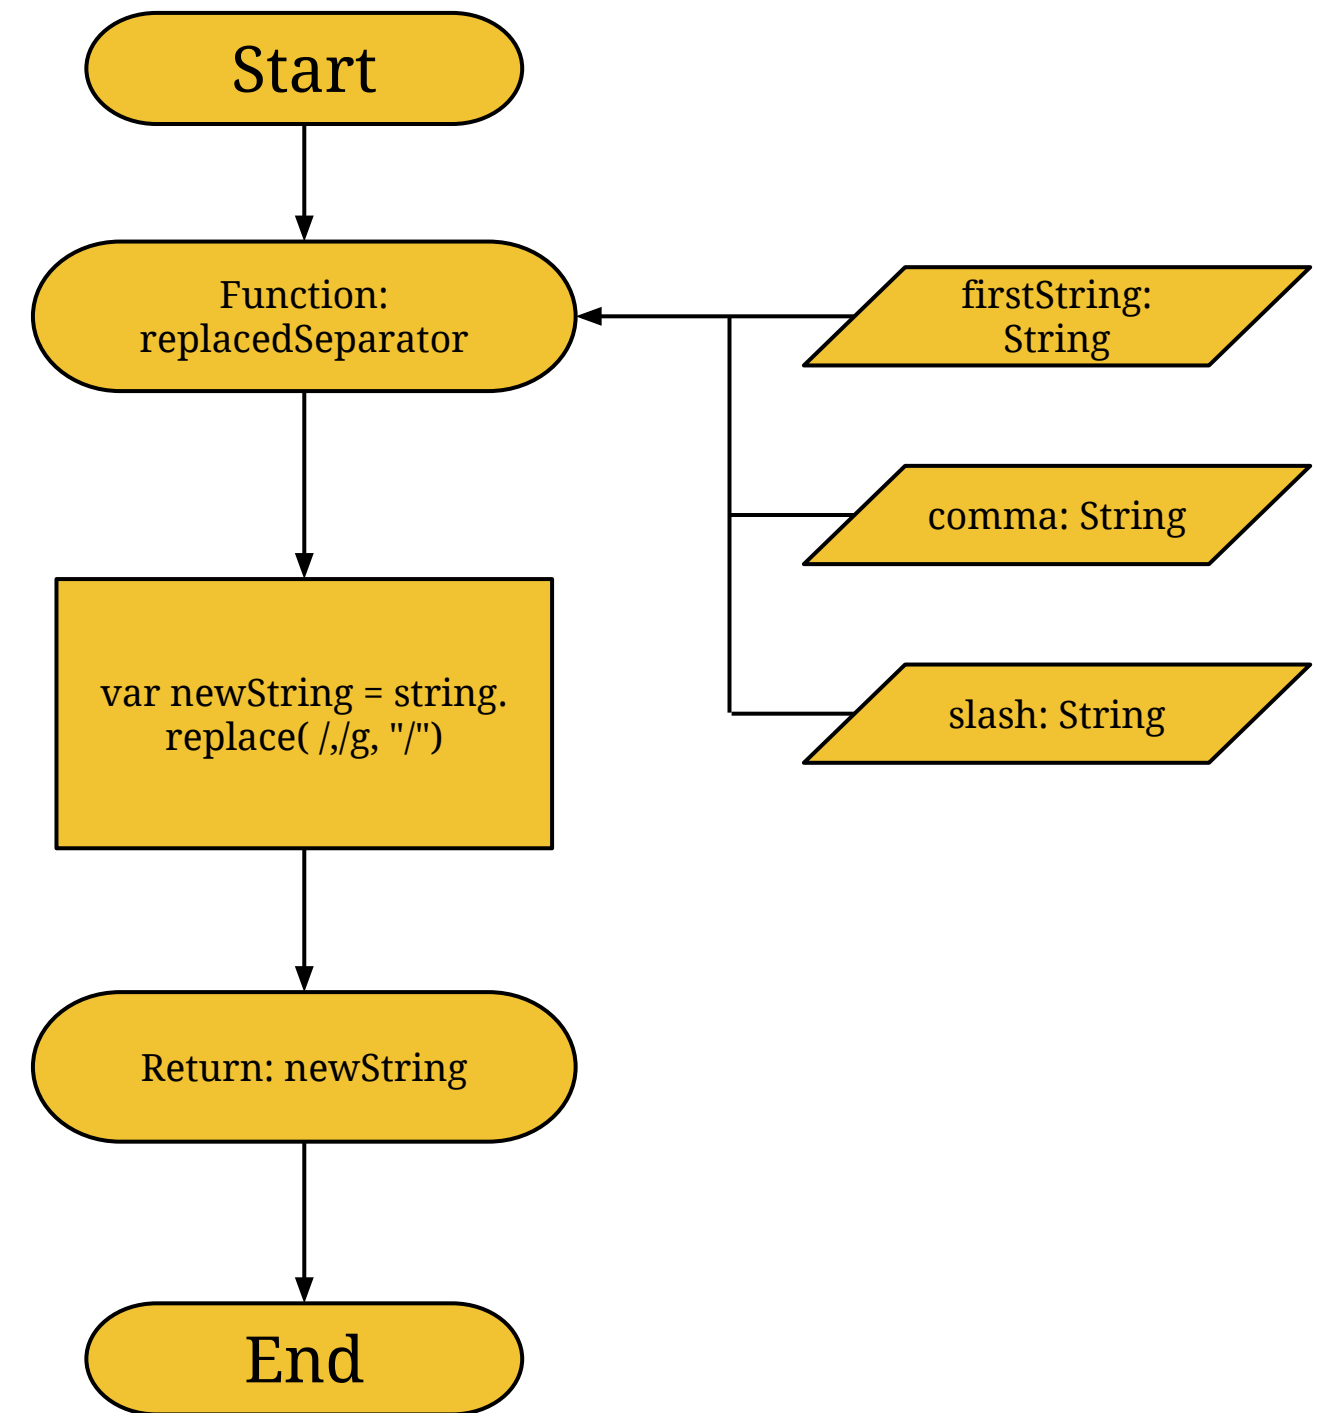 Start
Function:
replacedSeparator
firstString:
String
comma: String
slash: String
var newString = string.
replace( /,/g, "/")
Return: newString
End